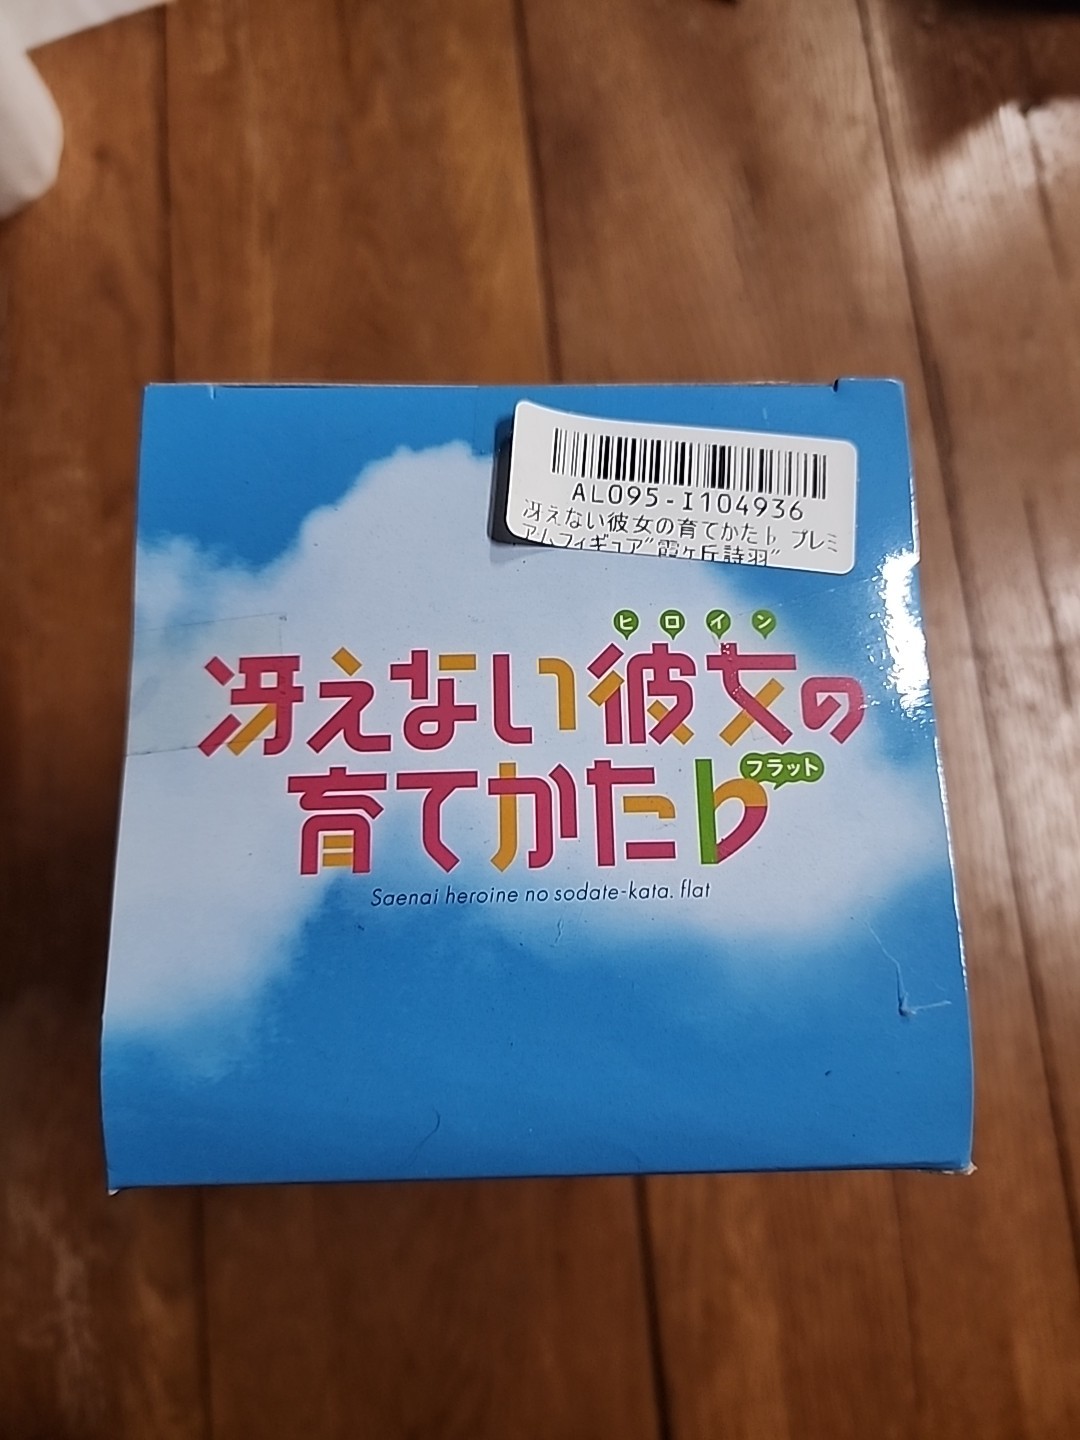 AL095-I104936
冴えない彼女の育てかた♭ プレミ
アムフィギュア"霞ヶ丘詩羽"
ヒロイン
冴えない彼女の
育てかた♭
フラット
Saenai heroine no sodate-kata. flat